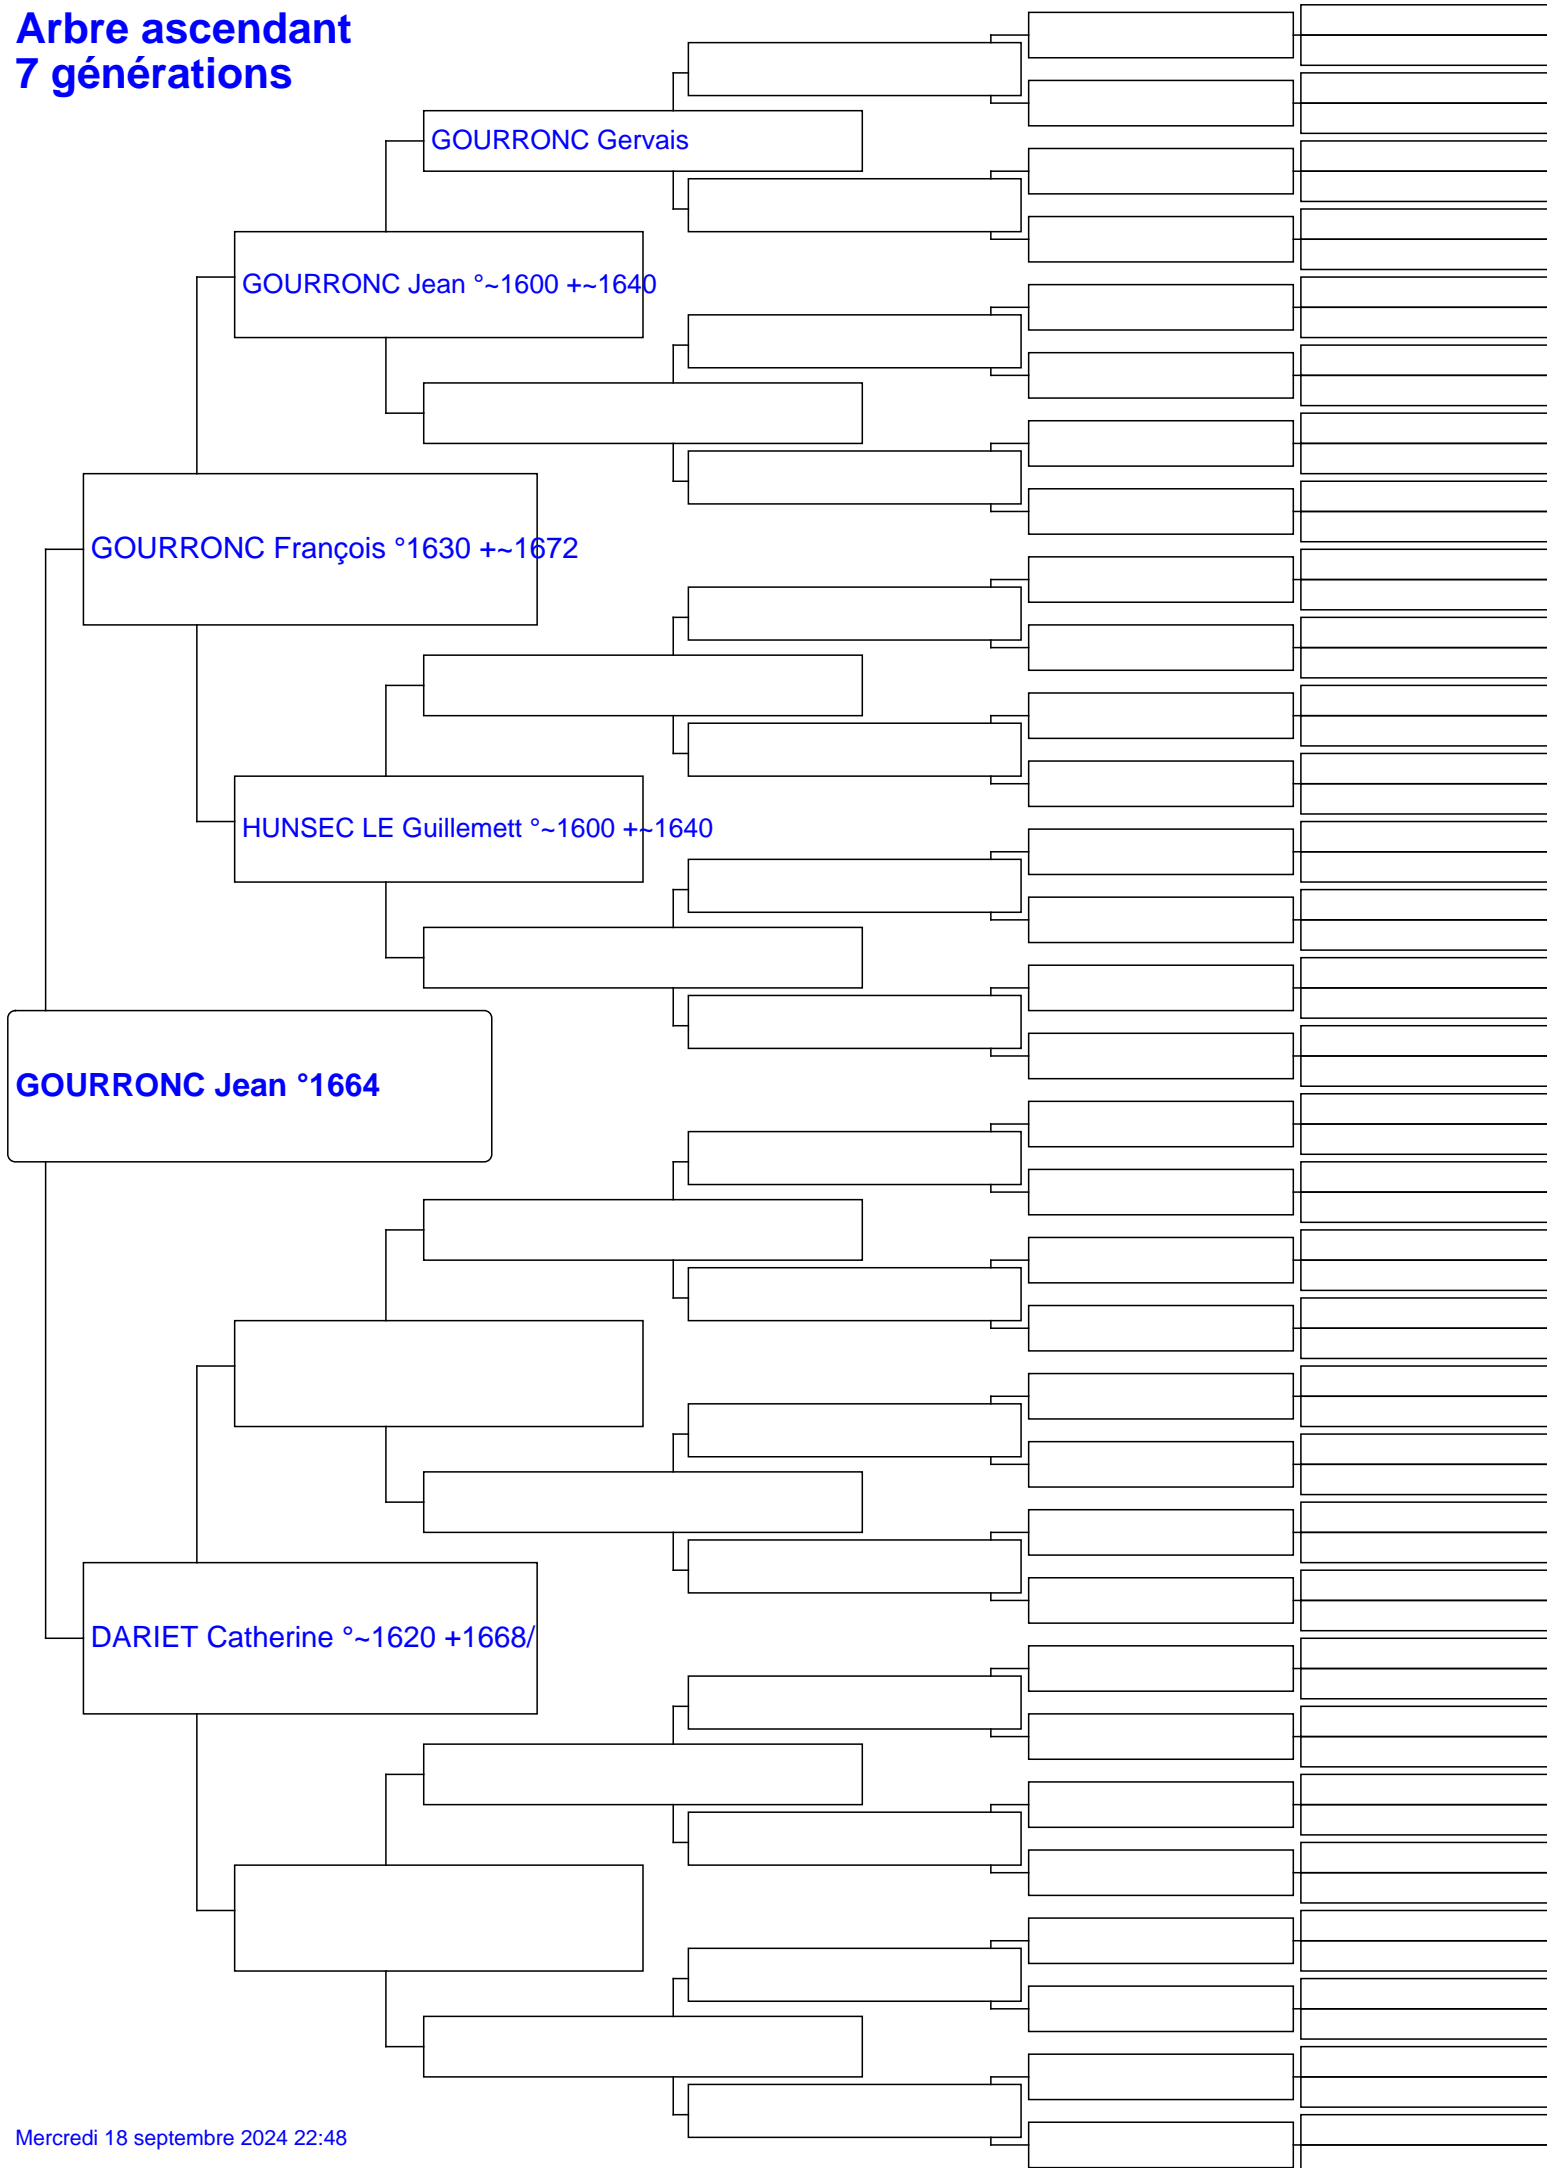 Arbre ascendant
7 générations
GOURRONC Gervais
GOURRONC Jean °~1600 +~1640
GOURRONC François °1630 +~1672
HUNSEC LE Guillemett °~1600 +~1640
GOURRONC Jean °1664
DARIET Catherine °~1620 +1668/
Mercredi 18 septembre 2024 22:48